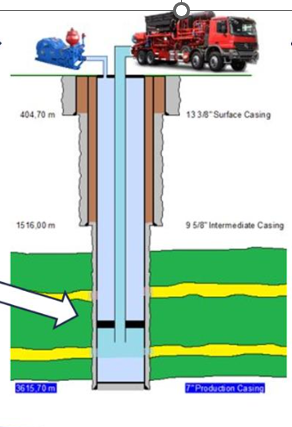 404,70 m 13 3/8" Surface Casing
1516,00 m 9 5/8" Intermediate Casing
3615,70 m 7" Production Casing